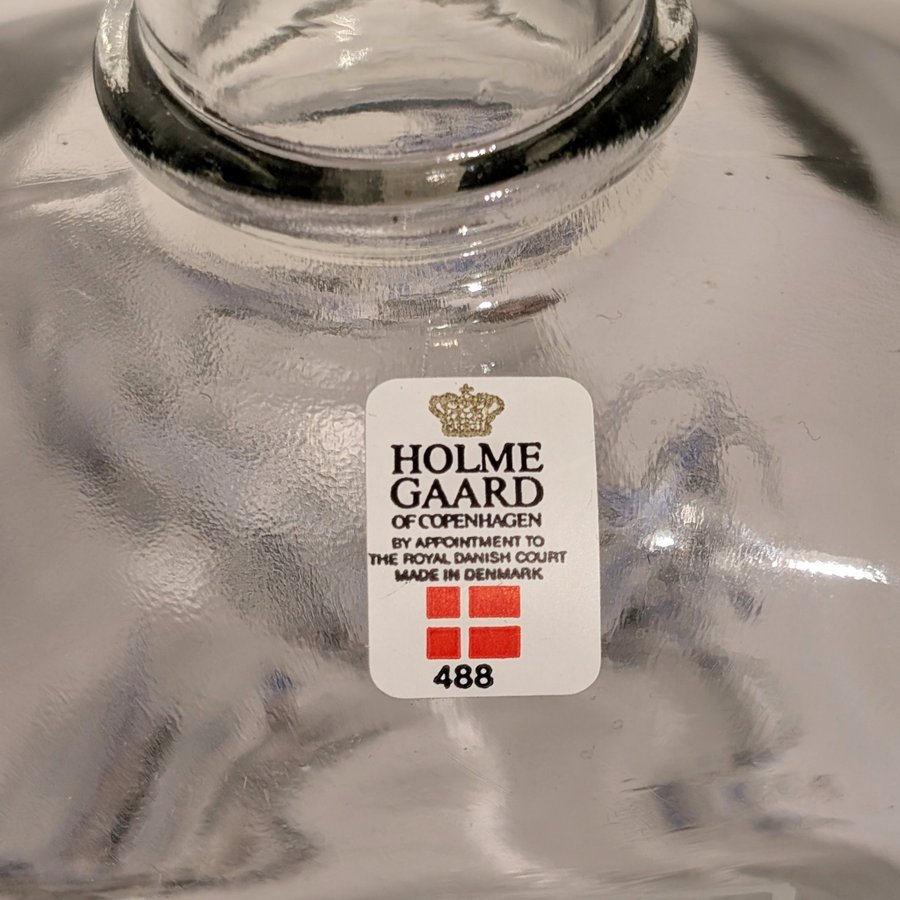 HOLME
GAARD
OF COPENHAGEN
BY APPOINTMENT TO
THE ROYAL DANISH COURT
MADE IN DENMARK
488